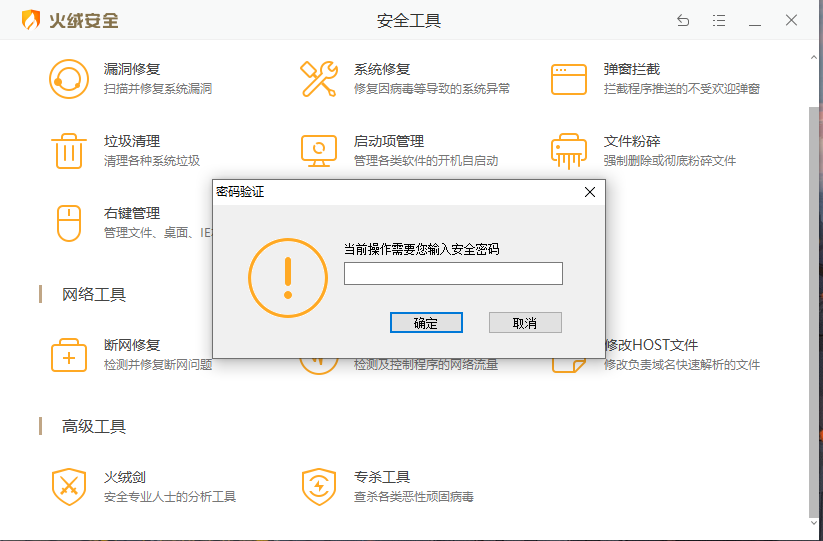 火绒安全
安全工具
漏洞修复
扫描并修复系统漏洞
系统修复
修复因病毒等导致的系统异常
弹窗拦截
拦截程序推送的不受欢迎弹窗
垃圾清理
清理各种系统垃圾
启动项管理
管理各类软件的开机自启动
文件粉碎
强制删除或彻底粉碎文件
右键管理
管理文件、桌面、IE
密码验证
当前操作需要您输入安全密码
确定
取消
网络工具
断网修复
检测并修复断网问题
检测及控制程序的网络流量
修改HOST文件
修改负责域名快速解析的文件
高级工具
火绒剑
安全专业人士的分析工具
专杀工具
查杀各类恶性顽固病毒